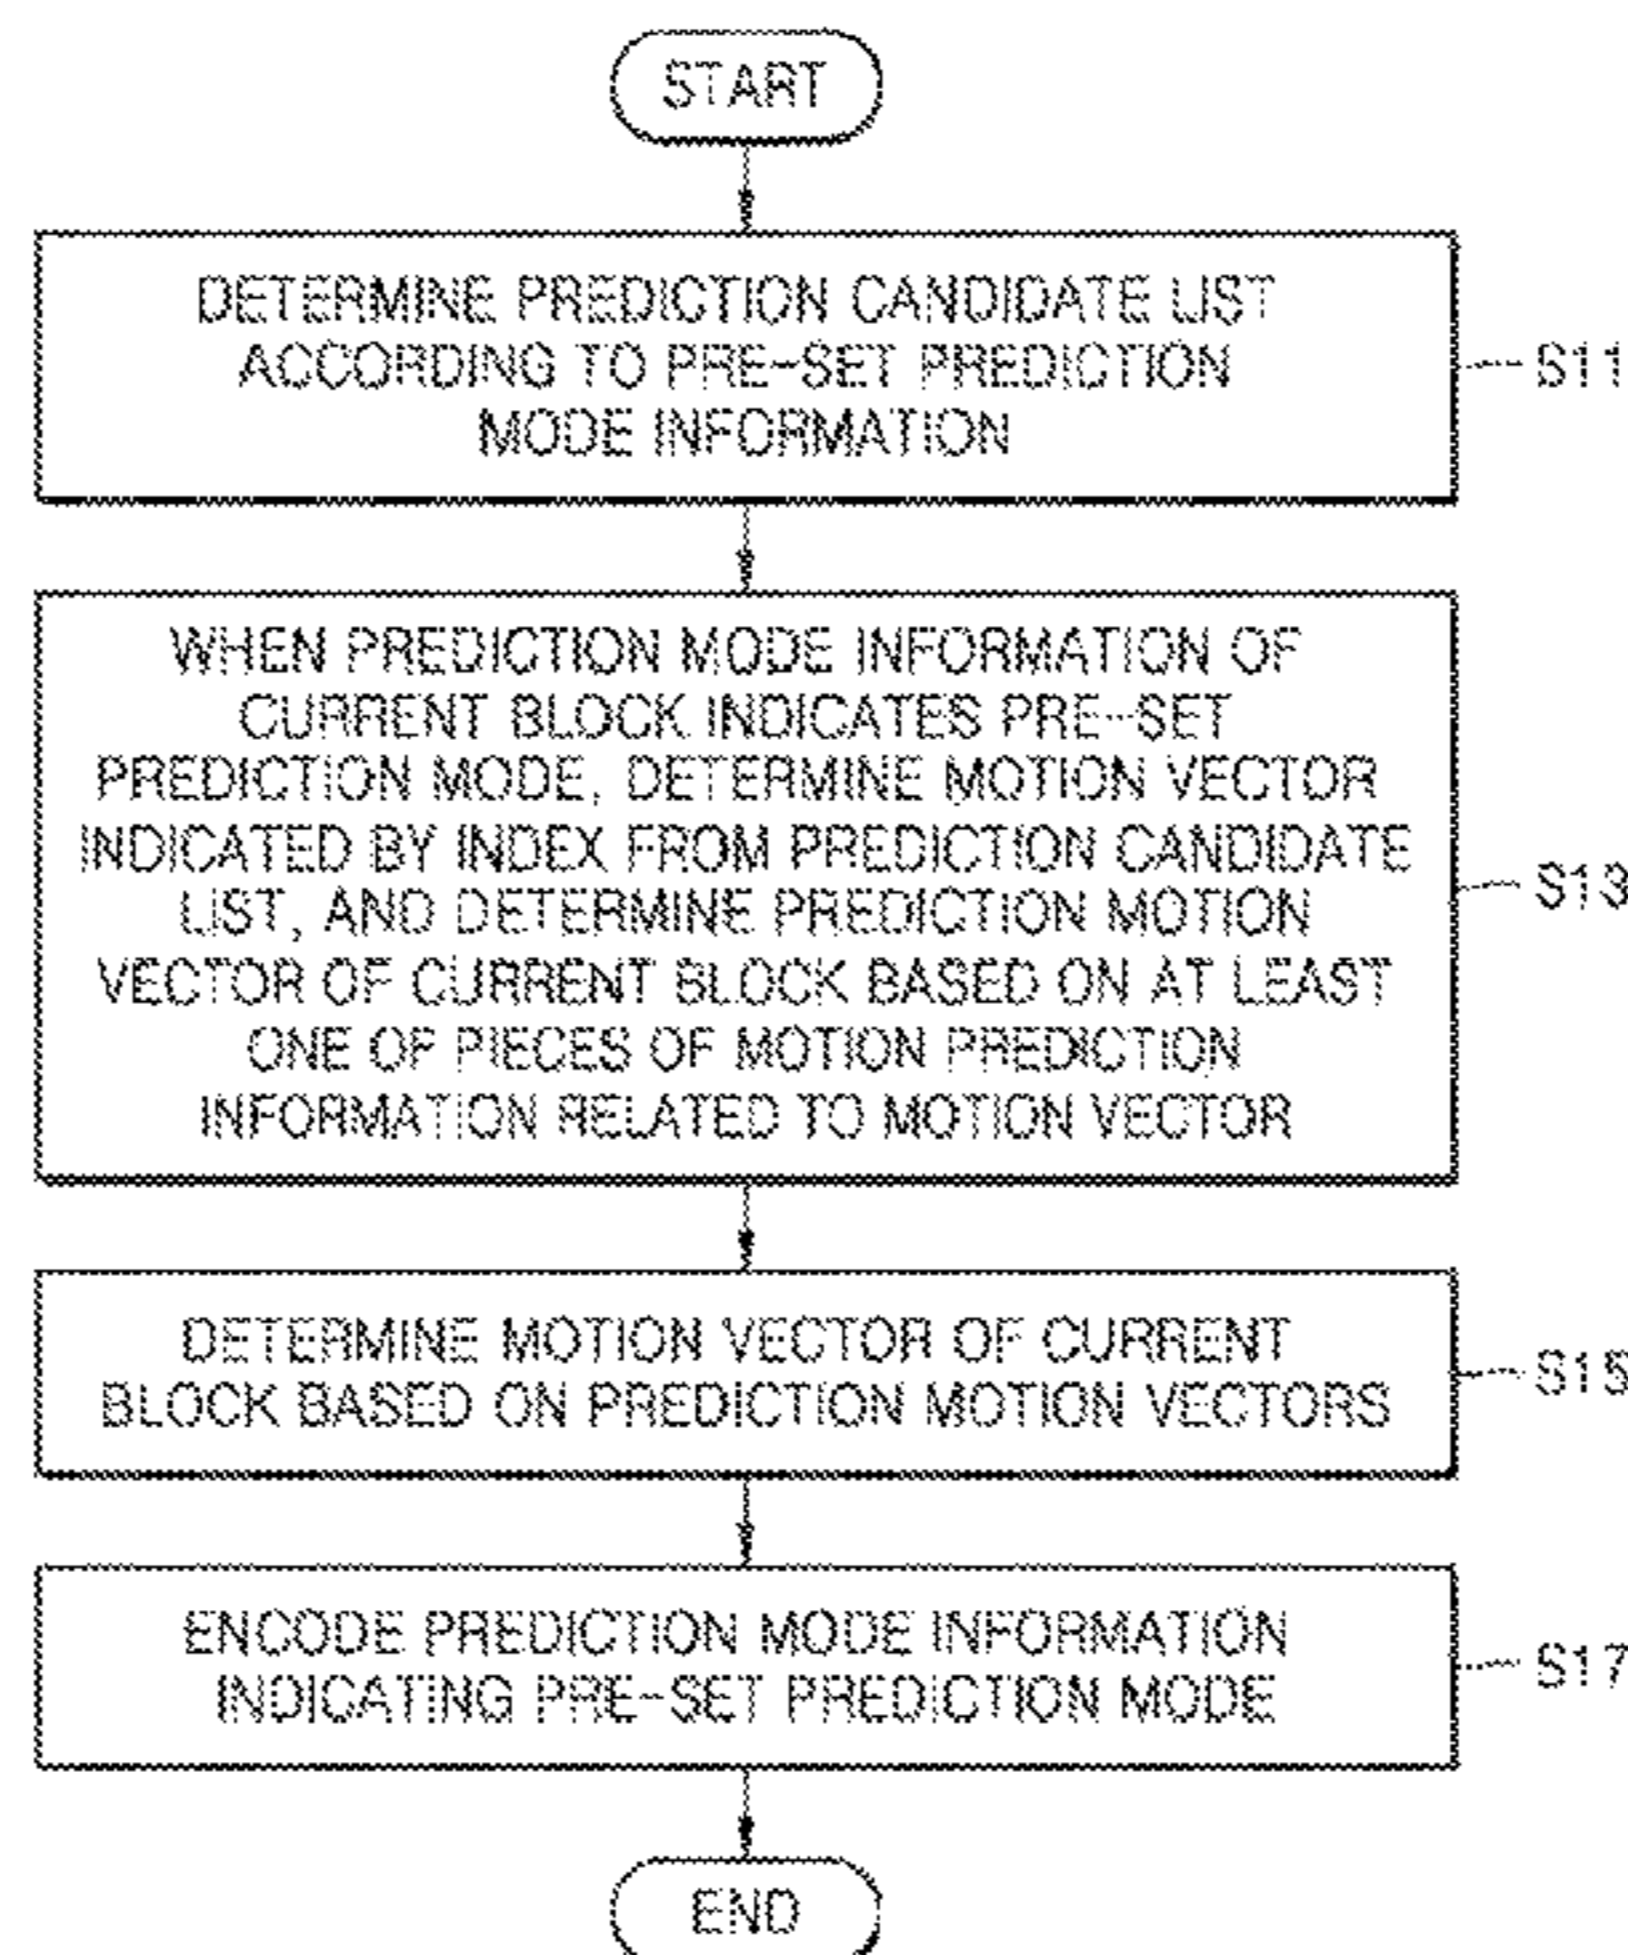 START
DETERMINE PREDICTION CANDIDATE LIST
ACCORDING TO PRE-SET PREDICTION
MODE INFORMATION
S11
WHEN PREDICTION MODE INFORMATION OF
CURRENT BLOCK INDICATES PRE-SET
PREDICTION MODE, DETERMINE MOTION VECTOR
INDICATED BY INDEX FROM PREDICTION CANDIDATE
LIST, AND DETERMINE PREDICTION MOTION
VECTOR OF CURRENT BLOCK BASED ON AT LEAST
ONE OF PIECES OF MOTION PREDICTION
INFORMATION RELATED TO MOTION VECTOR
S13
DETERMINE MOTION VECTOR OF CURRENT
BLOCK BASED ON PREDICTION MOTION VECTORS
S15
ENCODE PREDICTION MODE INFORMATION
INDICATING PRE-SET PREDICTION MODE
S17
END